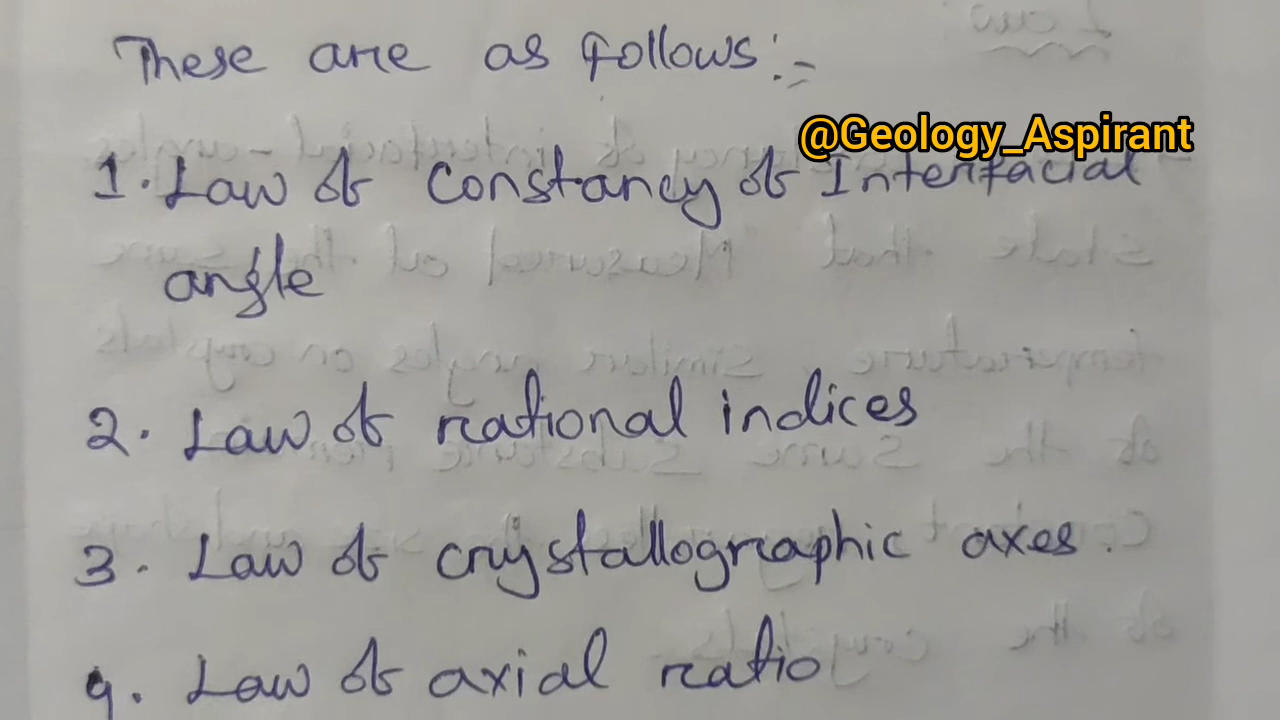 These are as follows:-
@Geology_Aspirant
1. Law of Constancy of Interfacial
angle
2. Law of rational indices
3. Law of crystallographic axes.
4. Law of axial ratio